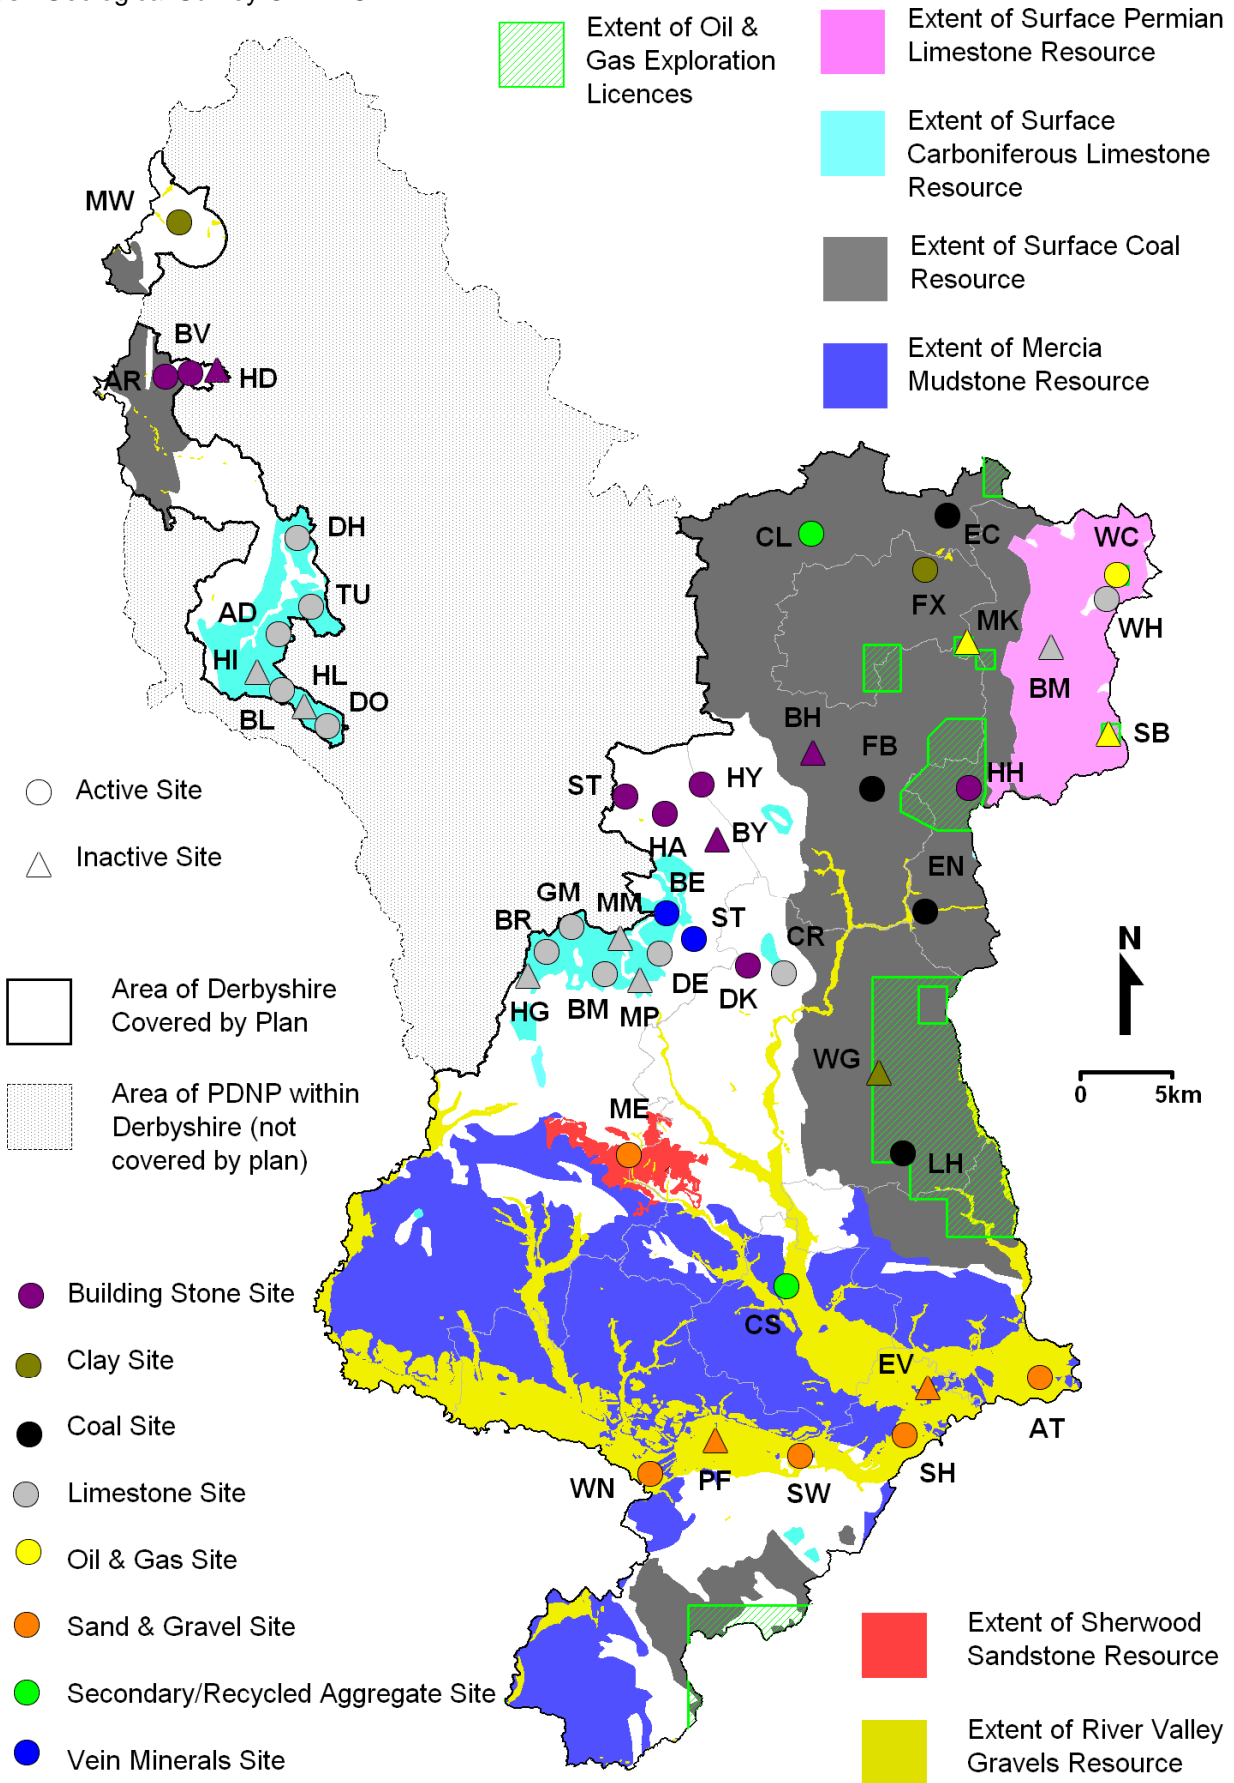 Geological Survey
Extent of Oil &
Gas Exploration
Licences
Extent of Surface Permian
Limestone Resource
Extent of Surface
Carboniferous Limestone
Resource
Extent of Surface Coal
Resource
Extent of Mercia
Mudstone Resource
MW
BV
AR
HD
DH
TU
AD
HI
HL
BL
DO
CL
EC
WC
FX
MK
WH
BM
SB
BH
FB
HH
ST
HY
HA
BY
EN
BE
GM
MM
BR
ST
CR
DE
DK
HG
BM
MP
WG
ME
LH
CS
EV
AT
SH
PF
SW
WN
Active Site
Inactive Site
Area of Derbyshire
Covered by Plan
Area of PDNP within
Derbyshire (not
covered by plan)
N
0
5km
Building Stone Site
Clay Site
Coal Site
Limestone Site
Oil & Gas Site
Sand & Gravel Site
Secondary/Recycled Aggregate Site
Vein Minerals Site
Extent of Sherwood
Sandstone Resource
Extent of River Valley
Gravels Resource